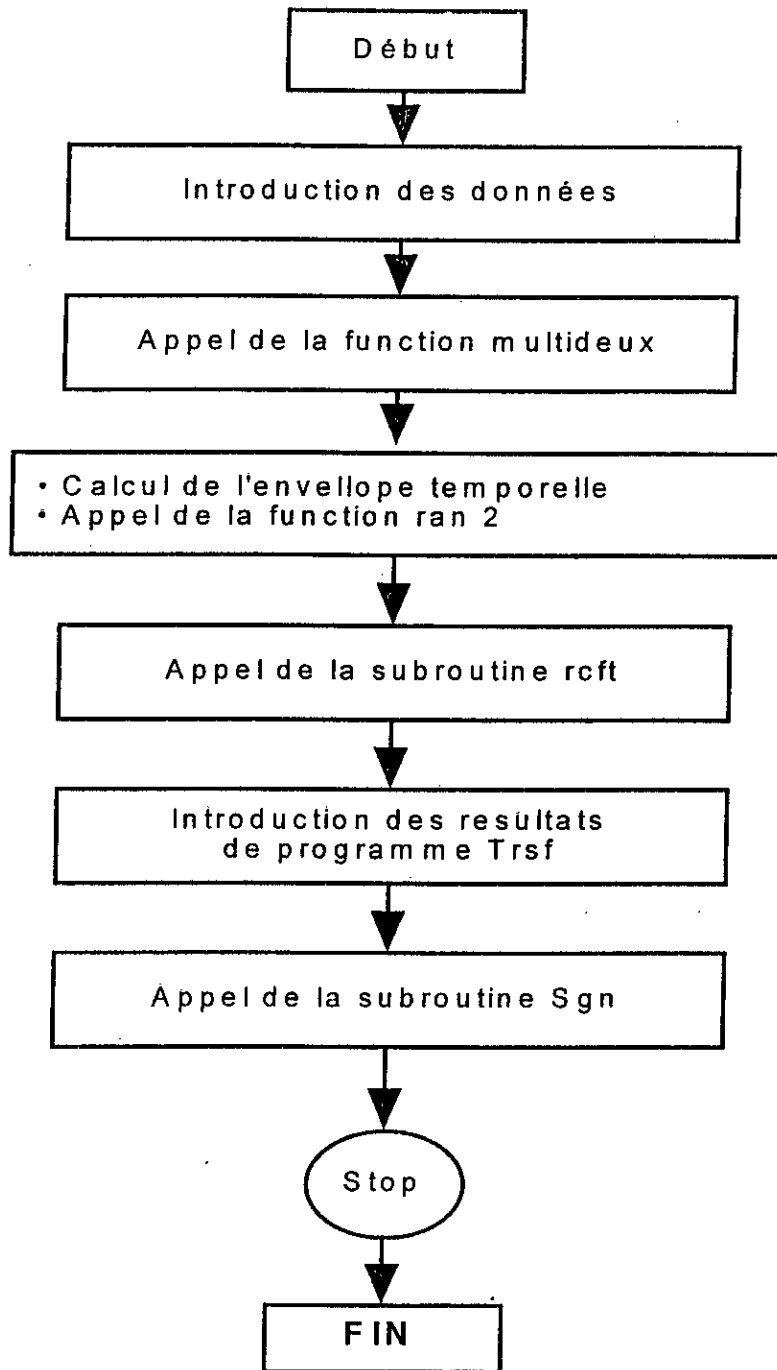 Début
Introduction des données
Appel de la function multideux
• Calcul de l'envellope temporelle
• Appel de la function ran 2
Appel de la subroutine rcft
Introduction des resultats
de programme Trsf
Appel de la subroutine Sgn
Stop
FIN